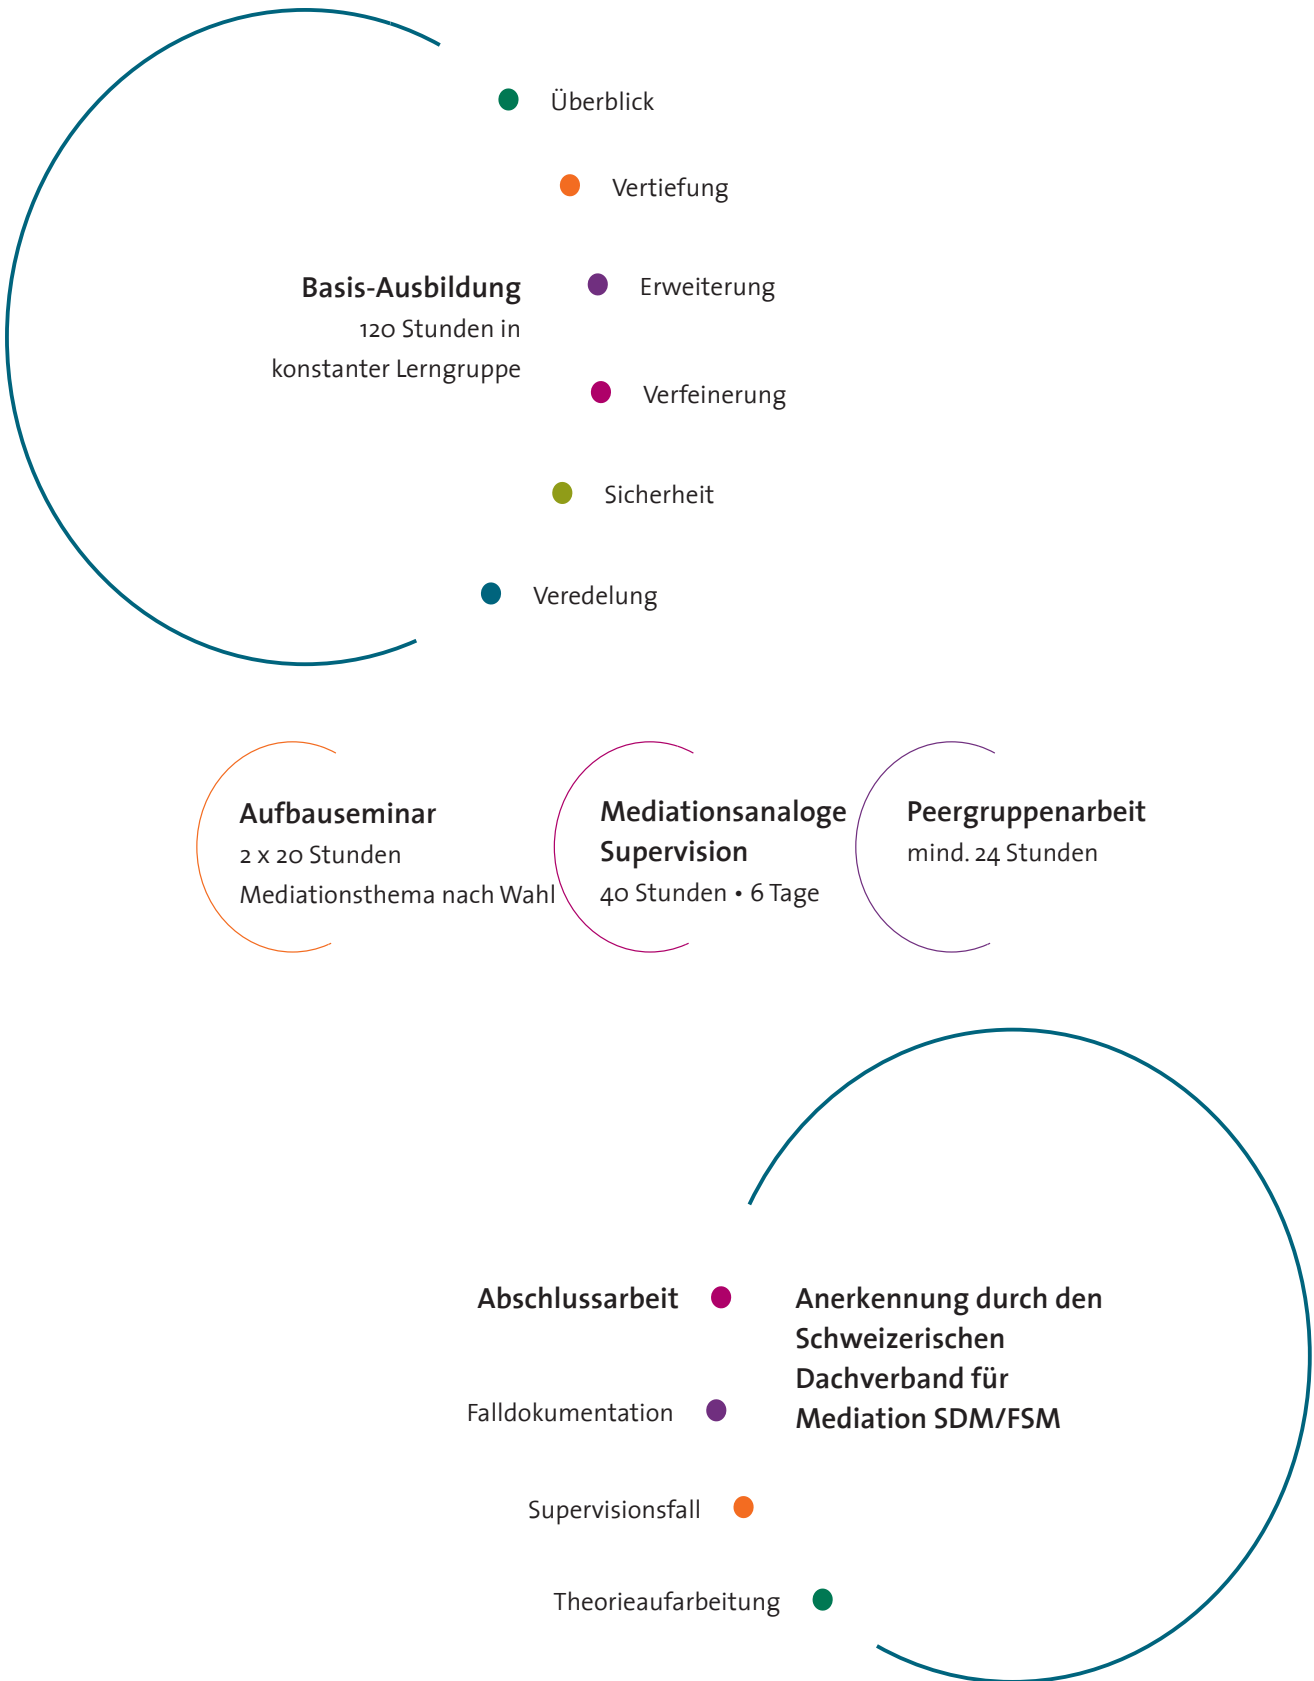 Überblick
Vertiefung
Basis-Ausbildung
120 Stunden in
konstanter Lerngruppe
Erweiterung
Verfeinerung
Sicherheit
Veredelung
Aufbauseminar
2 x 20 Stunden
Mediationsthema nach Wahl
Mediationsanaloge
Supervision
40 Stunden • 6 Tage
Peergruppenarbeit
mind. 24 Stunden
Abschlussarbeit
Falldokumentation
Supervisionsfall
Theorieaufarbeitung
Anerkennung durch den
Schweizerischen
Dachverband für
Mediation SDM/FSM